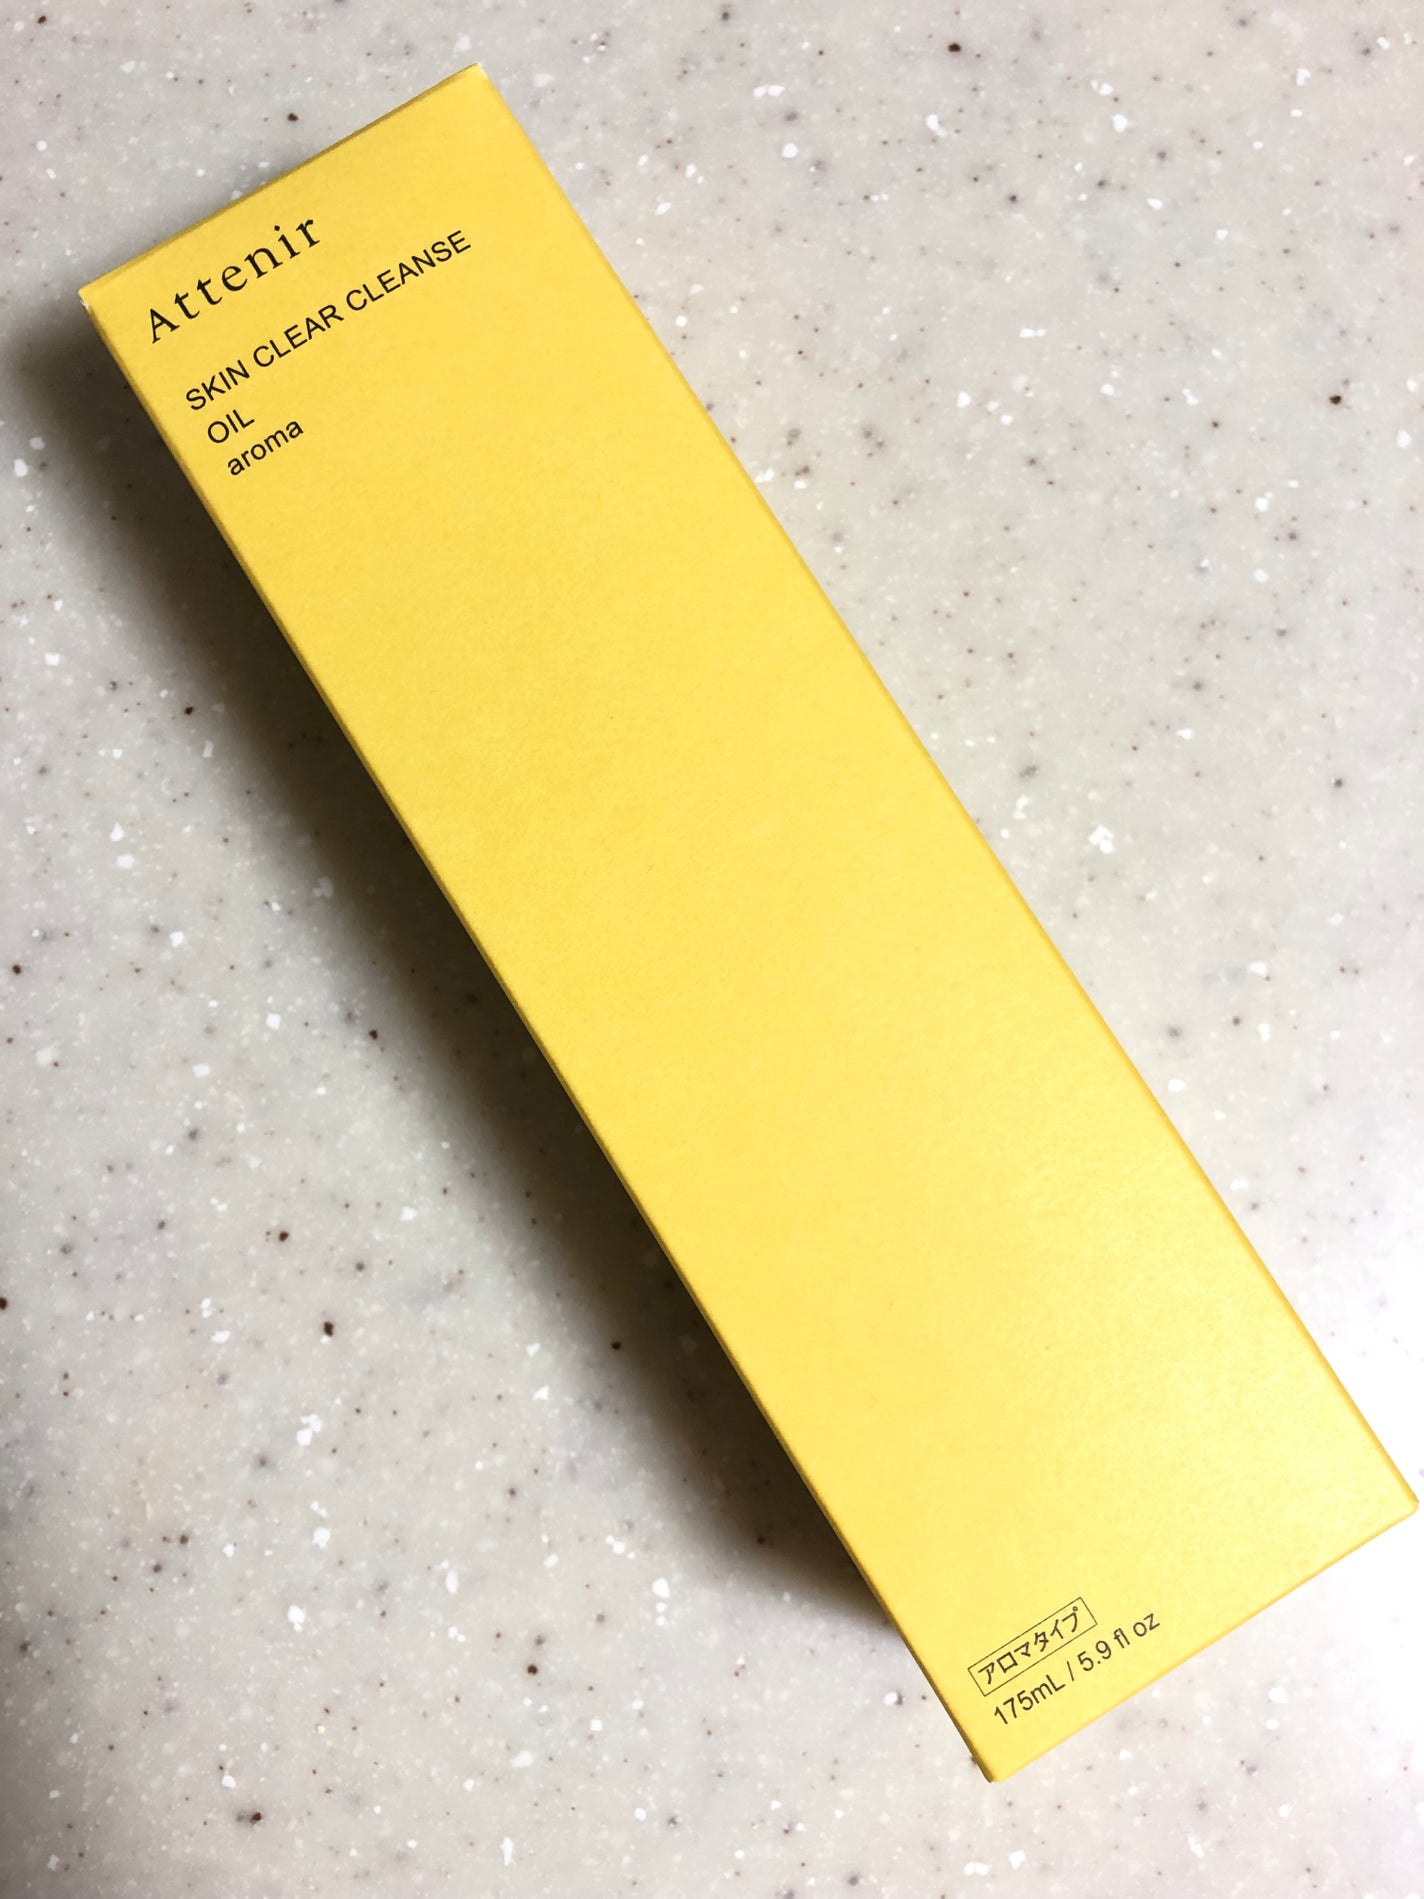 Attenir
SKIN CLEAR CLEANSE
OIL
aroma
アロマタイプ
175mL / 5.9 fl oz